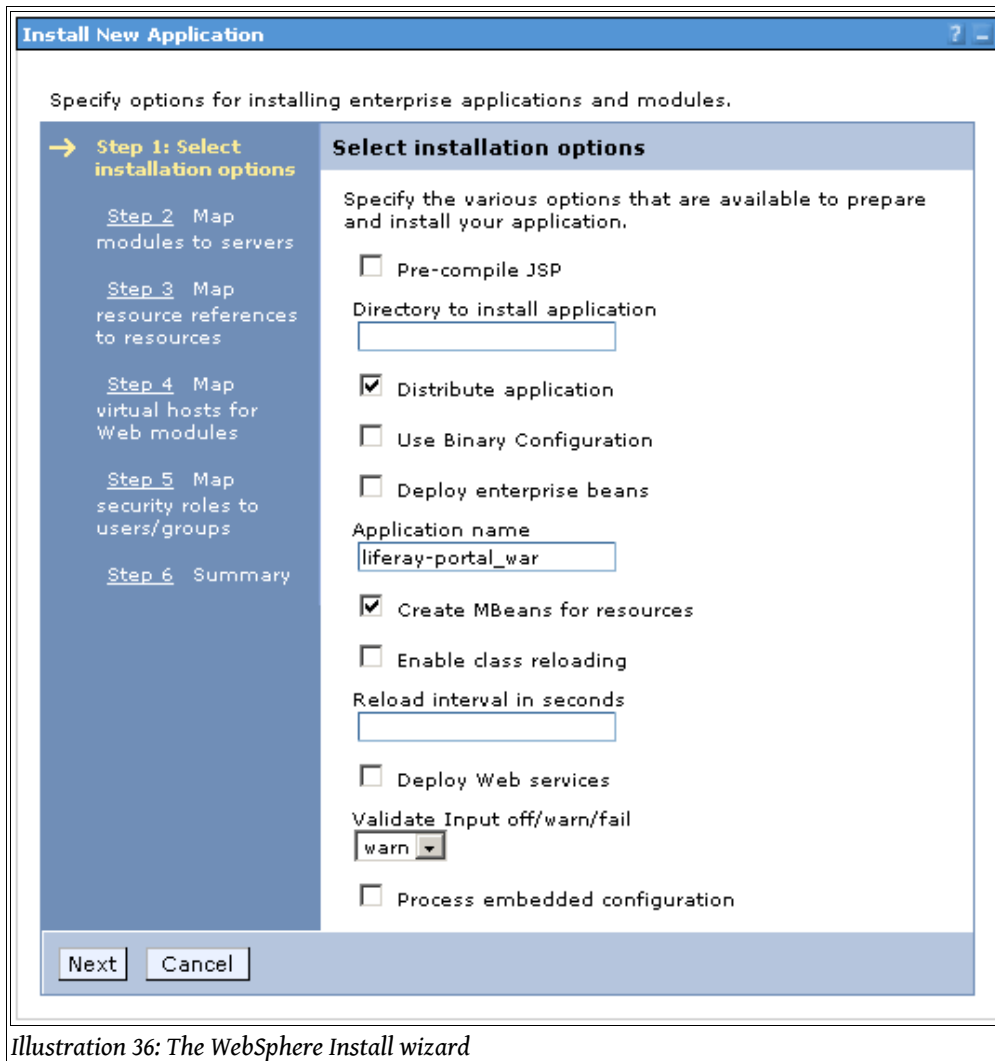 Install New Application
?
Specify options for installing enterprise applications and modules.
Step 1: Select
installation options
Step 2 Map
modules to servers
Step 3 Map
resource references
to resources
Step 4 Map
virtual hosts for
Web modules
Step 5 Map
security roles to
users/groups
Step 6 Summary
Select installation options
Specify the various options that are available to prepare
and install your application.
Pre-compile JSP
Directory to install application
Distribute application
Use Binary Configuration
Deploy enterprise beans
Application name
liferay-portal_war
Create MBeans for resources
Enable class reloading
Reload interval in seconds
Deploy Web services
Validate Input off/warn/fail
warn
Process embedded configuration
Next Cancel
Illustration 36: The WebSphere Install wizard